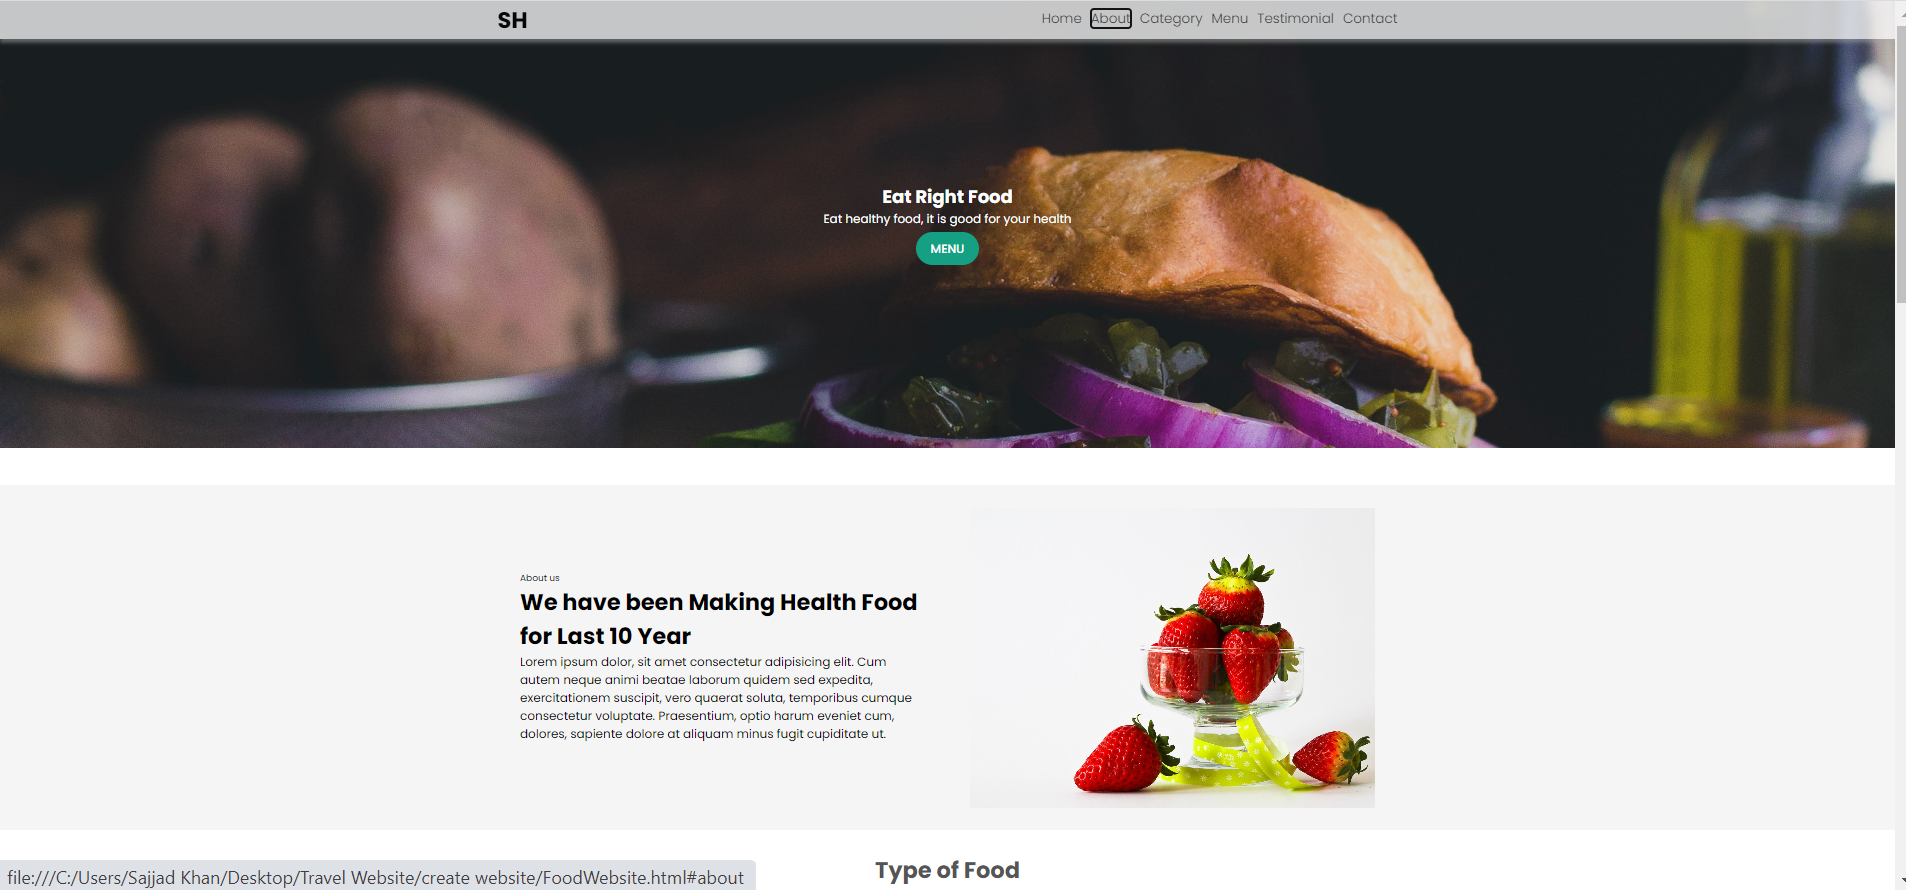 SH
Home About Category Menu Testimonial Contact
Eat Right Food
Eat healthy food, it is good for your health
MENU
About us
We have been Making Health Food
for Last 10 Year
Lorem ipsum dolor, sit amet consectetur adipisicing elit. Cum
autem neque animi beatae laborum quidem sed expedita,
exercitationem suscipit, vero quaerat soluta, temporibus cumque
consectetur voluptate. Praesentium, optio harum eveniet cum,
dolores, sapiente dolore at aliquam minus fugit cupiditate ut.
Type of Food
file:///C:/Users/Sajjad Khan/Desktop/Travel Website/create website/FoodWebsite.html#about